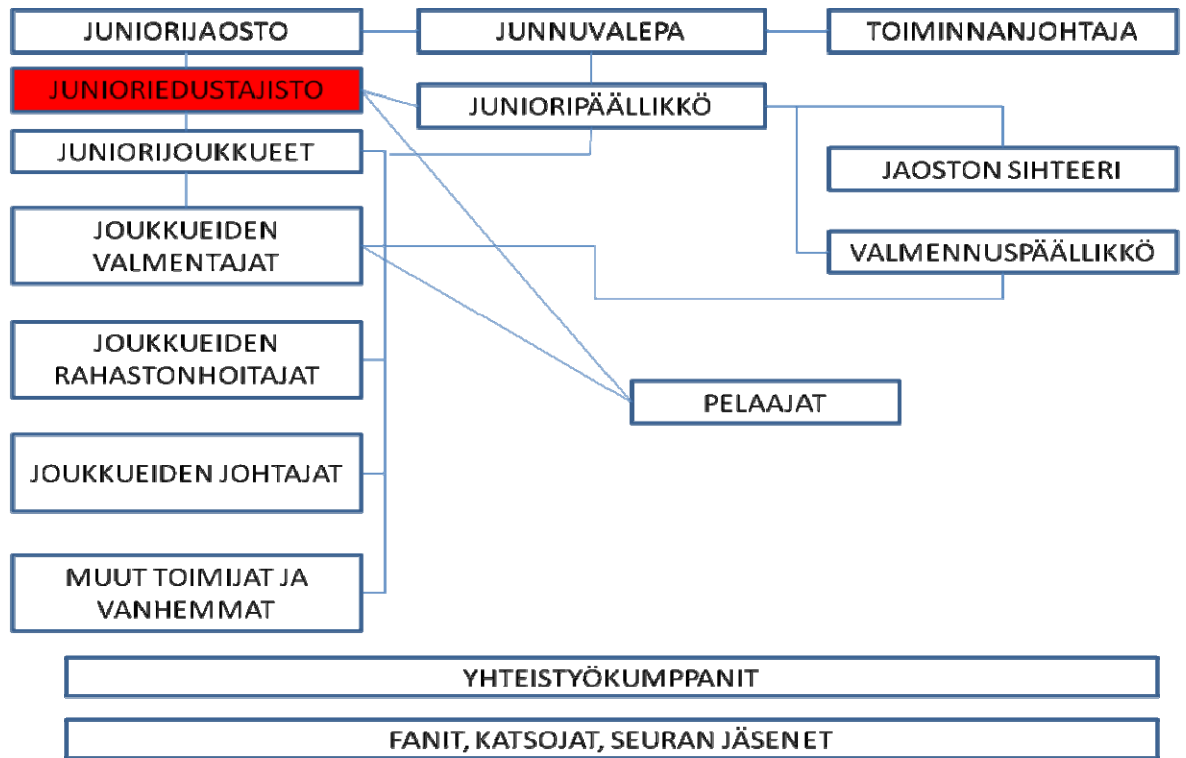 JUNIORIJAOSTO
JUNNUVALEPA
TOIMINNANJOHTAJA
JUNIORIEDUSTAJISTO
JUNIORIPÄÄLLIKKÖ
JUNIORIJOUKKUEET
JAOSTON SIHTEERI
JOUKKUEIDEN
VALMENTAJAT
VALMENNUSPÄÄLLIKKÖ
JOUKKUEIDEN
RAHASTONHOITAJAT
PELAAJAT
JOUKKUEIDEN JOHTAJAT
MUUT TOIMIJAT JA
VANHEMMAT
YHTEISTYÖKUMPPANIT
FANIT, KATSOJAT, SEURAN JÄSENET